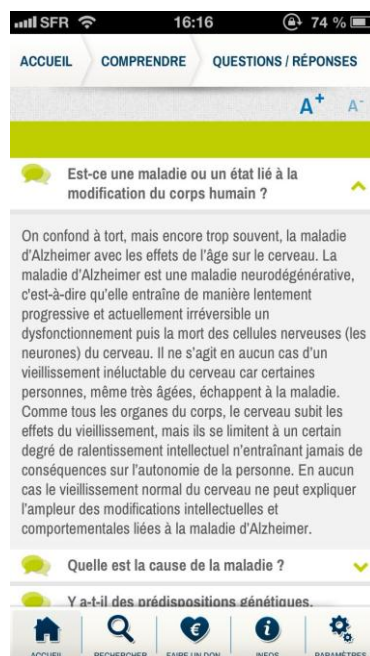 SFR 16:16 74 %
ACCUEIL COMPRENDRE QUESTIONS / RÉPONSES
A+ A-
Est-ce une maladie ou un état lié à la
modification du corps humain ?
On confond à tort, mais encore trop souvent, la maladie
d'Alzheimer avec les effets de l'âge sur le cerveau. La
maladie d'Alzheimer est une maladie neurodégénérative,
c'est-à-dire qu'elle entraîne de manière lentement
progressive et actuellement irréversible un
dysfonctionnement puis la mort des cellules nerveuses (les
neurones) du cerveau. Il ne s'agit en aucun cas d'un
vieillissement inéluctable du cerveau car certaines
personnes, même très âgées, échappent à la maladie.
Comme tous les organes du corps, le cerveau subit les
effets du vieillissement, mais ils se limitent à un certain
degré de ralentissement intellectuel n'entraînant jamais de
conséquences sur l'autonomie de la personne. En aucun
cas le vieillissement normal du cerveau ne peut expliquer
l'ampleur des modifications intellectuelles et
comportementales liées à la maladie d'Alzheimer.
Quelle est la cause de la maladie ?
Y a-t-il des prédispositions génétiques,
ACCUEIL RECHERCHER FAIRE UN DON INFOS PARAMÈTRES